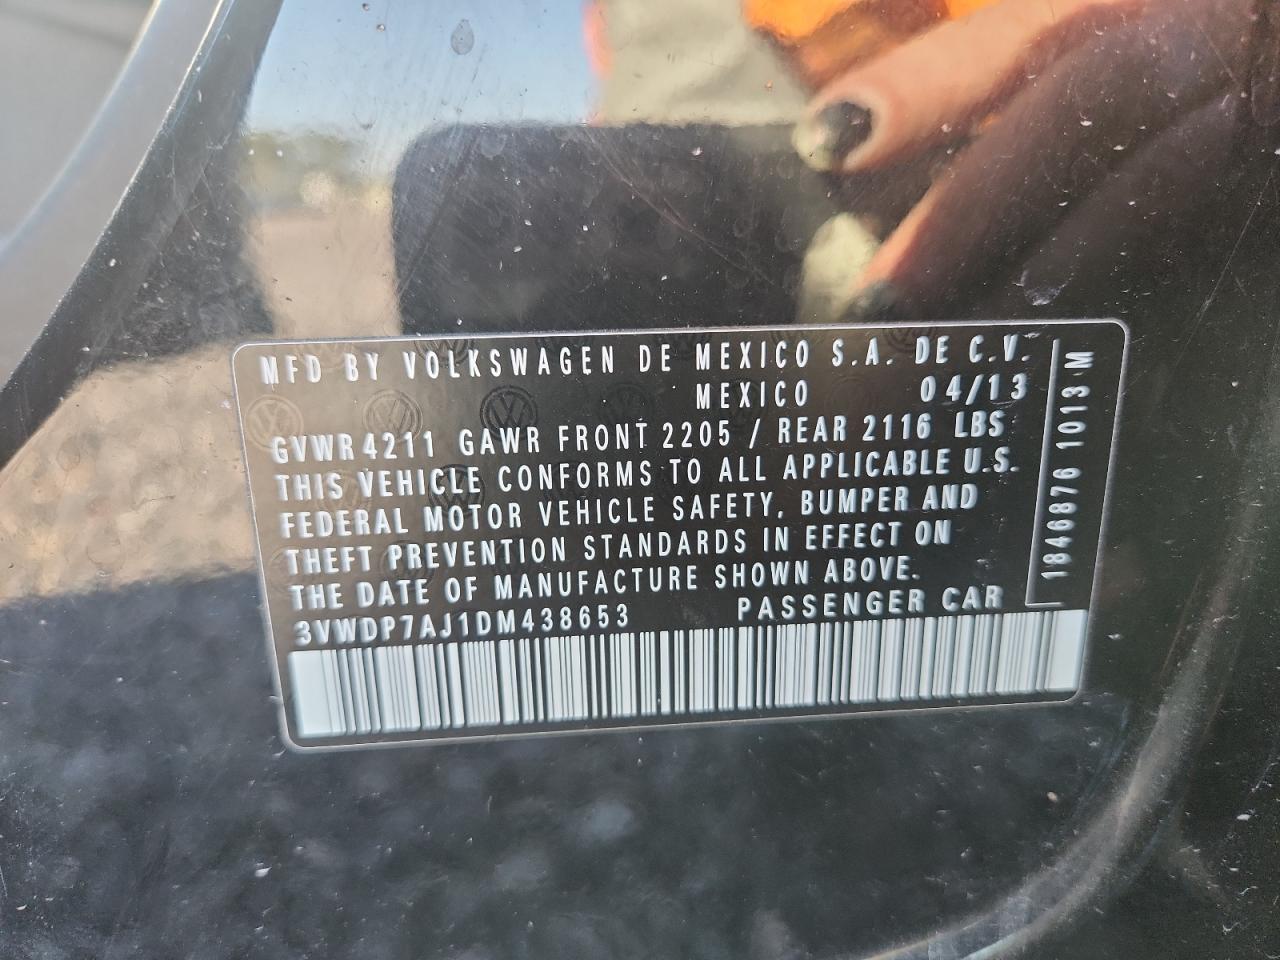 MFD BY VOLKSWAGEN DE MEXICO S.A. DE C.V.
MEXICO 04/13
GVWR 4211 GAWR FRONT 2205 / REAR 2116 LBS
THIS VEHICLE CONFORMS TO ALL APPLICABLE U.S.
FEDERAL MOTOR VEHICLE SAFETY, BUMPER AND
THEFT PREVENTION STANDARDS IN EFFECT ON
THE DATE OF MANUFACTURE SHOWN ABOVE.
3VWDP7AJ1DM438653 PASSENGER CAR
1846876 1013 M